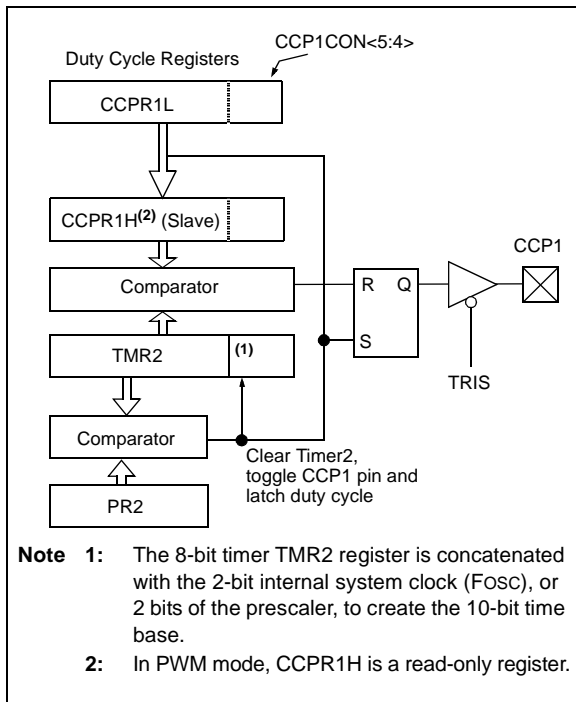 CCP1CON<5:4>
Duty Cycle Registers
CCPR1L
CCPR1H(2) (Slave)
CCP1
Comparator
R Q
TMR2
(1)
S
TRIS
Comparator
Clear Timer2,
toggle CCP1 pin and
latch duty cycle
PR2
Note 1: The 8-bit timer TMR2 register is concatenated
with the 2-bit internal system clock (FOSC), or
2 bits of the prescaler, to create the 10-bit time
base.
2: In PWM mode, CCPR1H is a read-only register.